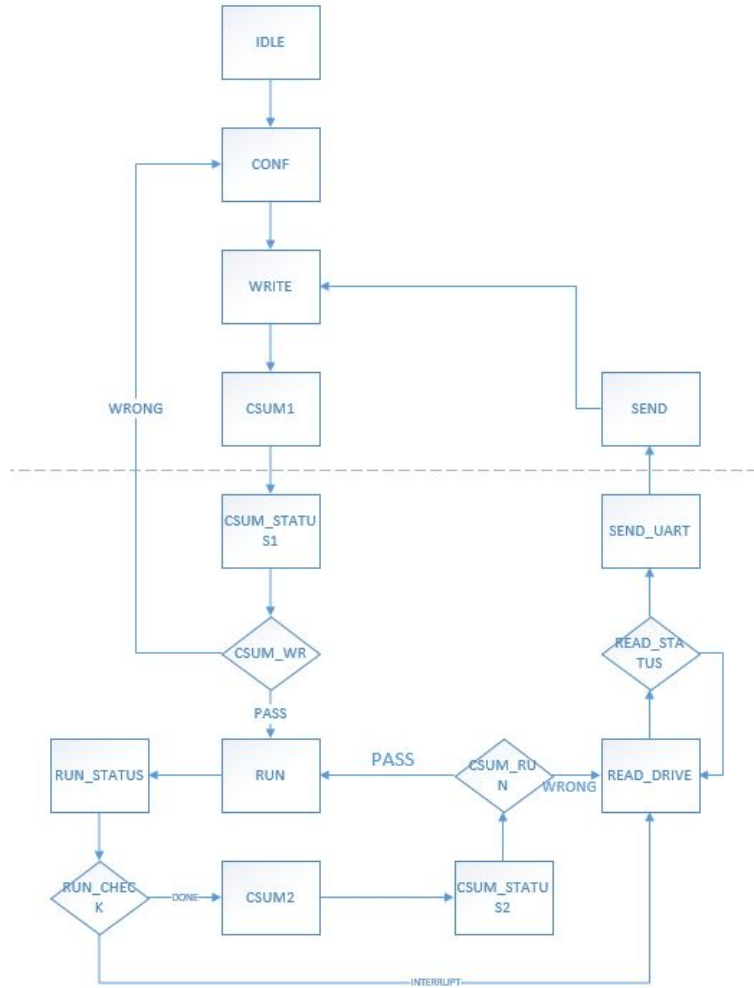 IDLE
CONF
WRITE
WRONG
CSUM1
SEND
CSUM_STATU
S1
SEND_UART
CSUM_WR
READ_STA
TUS
PASS
RUN_STATUS
RUN
PASS
CSUM_RU
N
WRONG
READ_DRIVE
RUN_CHEC
K
DONE
CSUM2
CSUM_STATU
S2
INTERRUPT